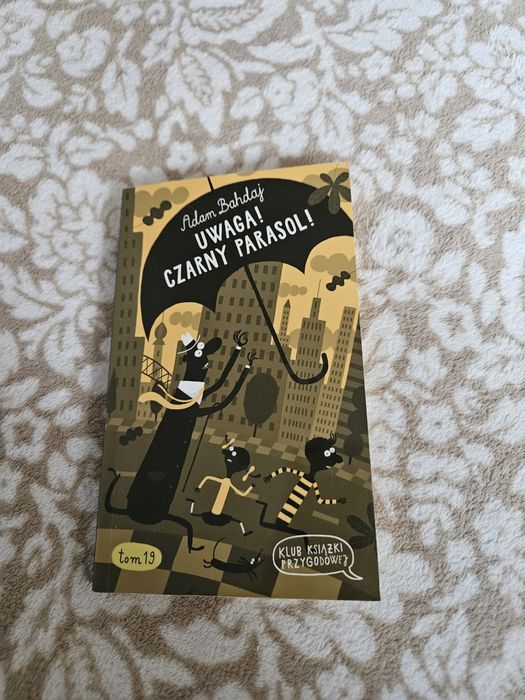 Adam Bahdaj
UWAGA!
CZARNY PARASOL!
tom 19
KLUB KSIĄŻKI
PRZYGODOWEJ